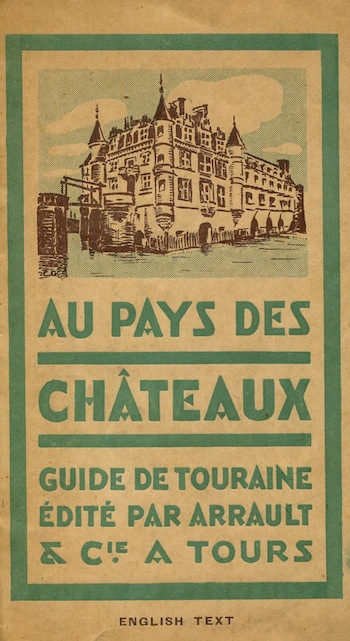 E.G.
AU PAYS DES
CHÂTEAUX
GUIDE DE TOURAINE
ÉDITÉ PAR ARRAULT
& CIE A TOURS
ENGLISH TEXT